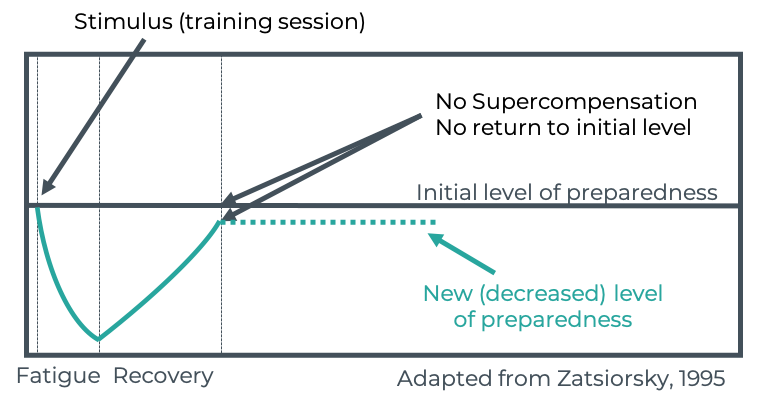 Stimulus (training session)
No Supercompensation
No return to initial level
Initial level of preparedness
New (decreased) level
of preparedness
Fatigue Recovery
Adapted from Zatsiorsky, 1995